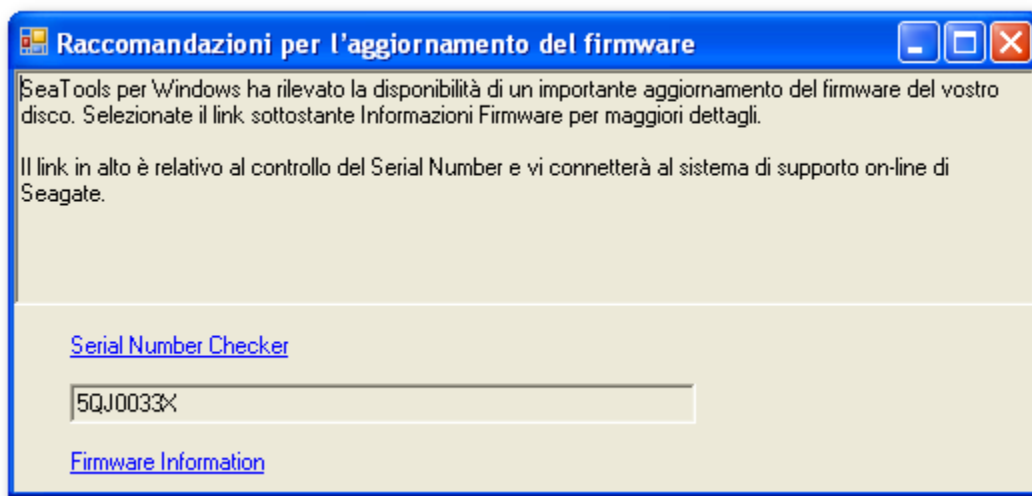 Raccomandazioni per l'aggiornamento del firmware
SeaTools per Windows ha rilevato la disponibilità di un importante aggiornamento del firmware del vostro
disco. Selezionate il link sottostante Informazioni Firmware per maggiori dettagli.
Il link in alto è relativo al controllo del Serial Number e vi connetterà al sistema di supporto on-line di
Seagate.
Serial Number Checker
5QJ0033X
Firmware Information